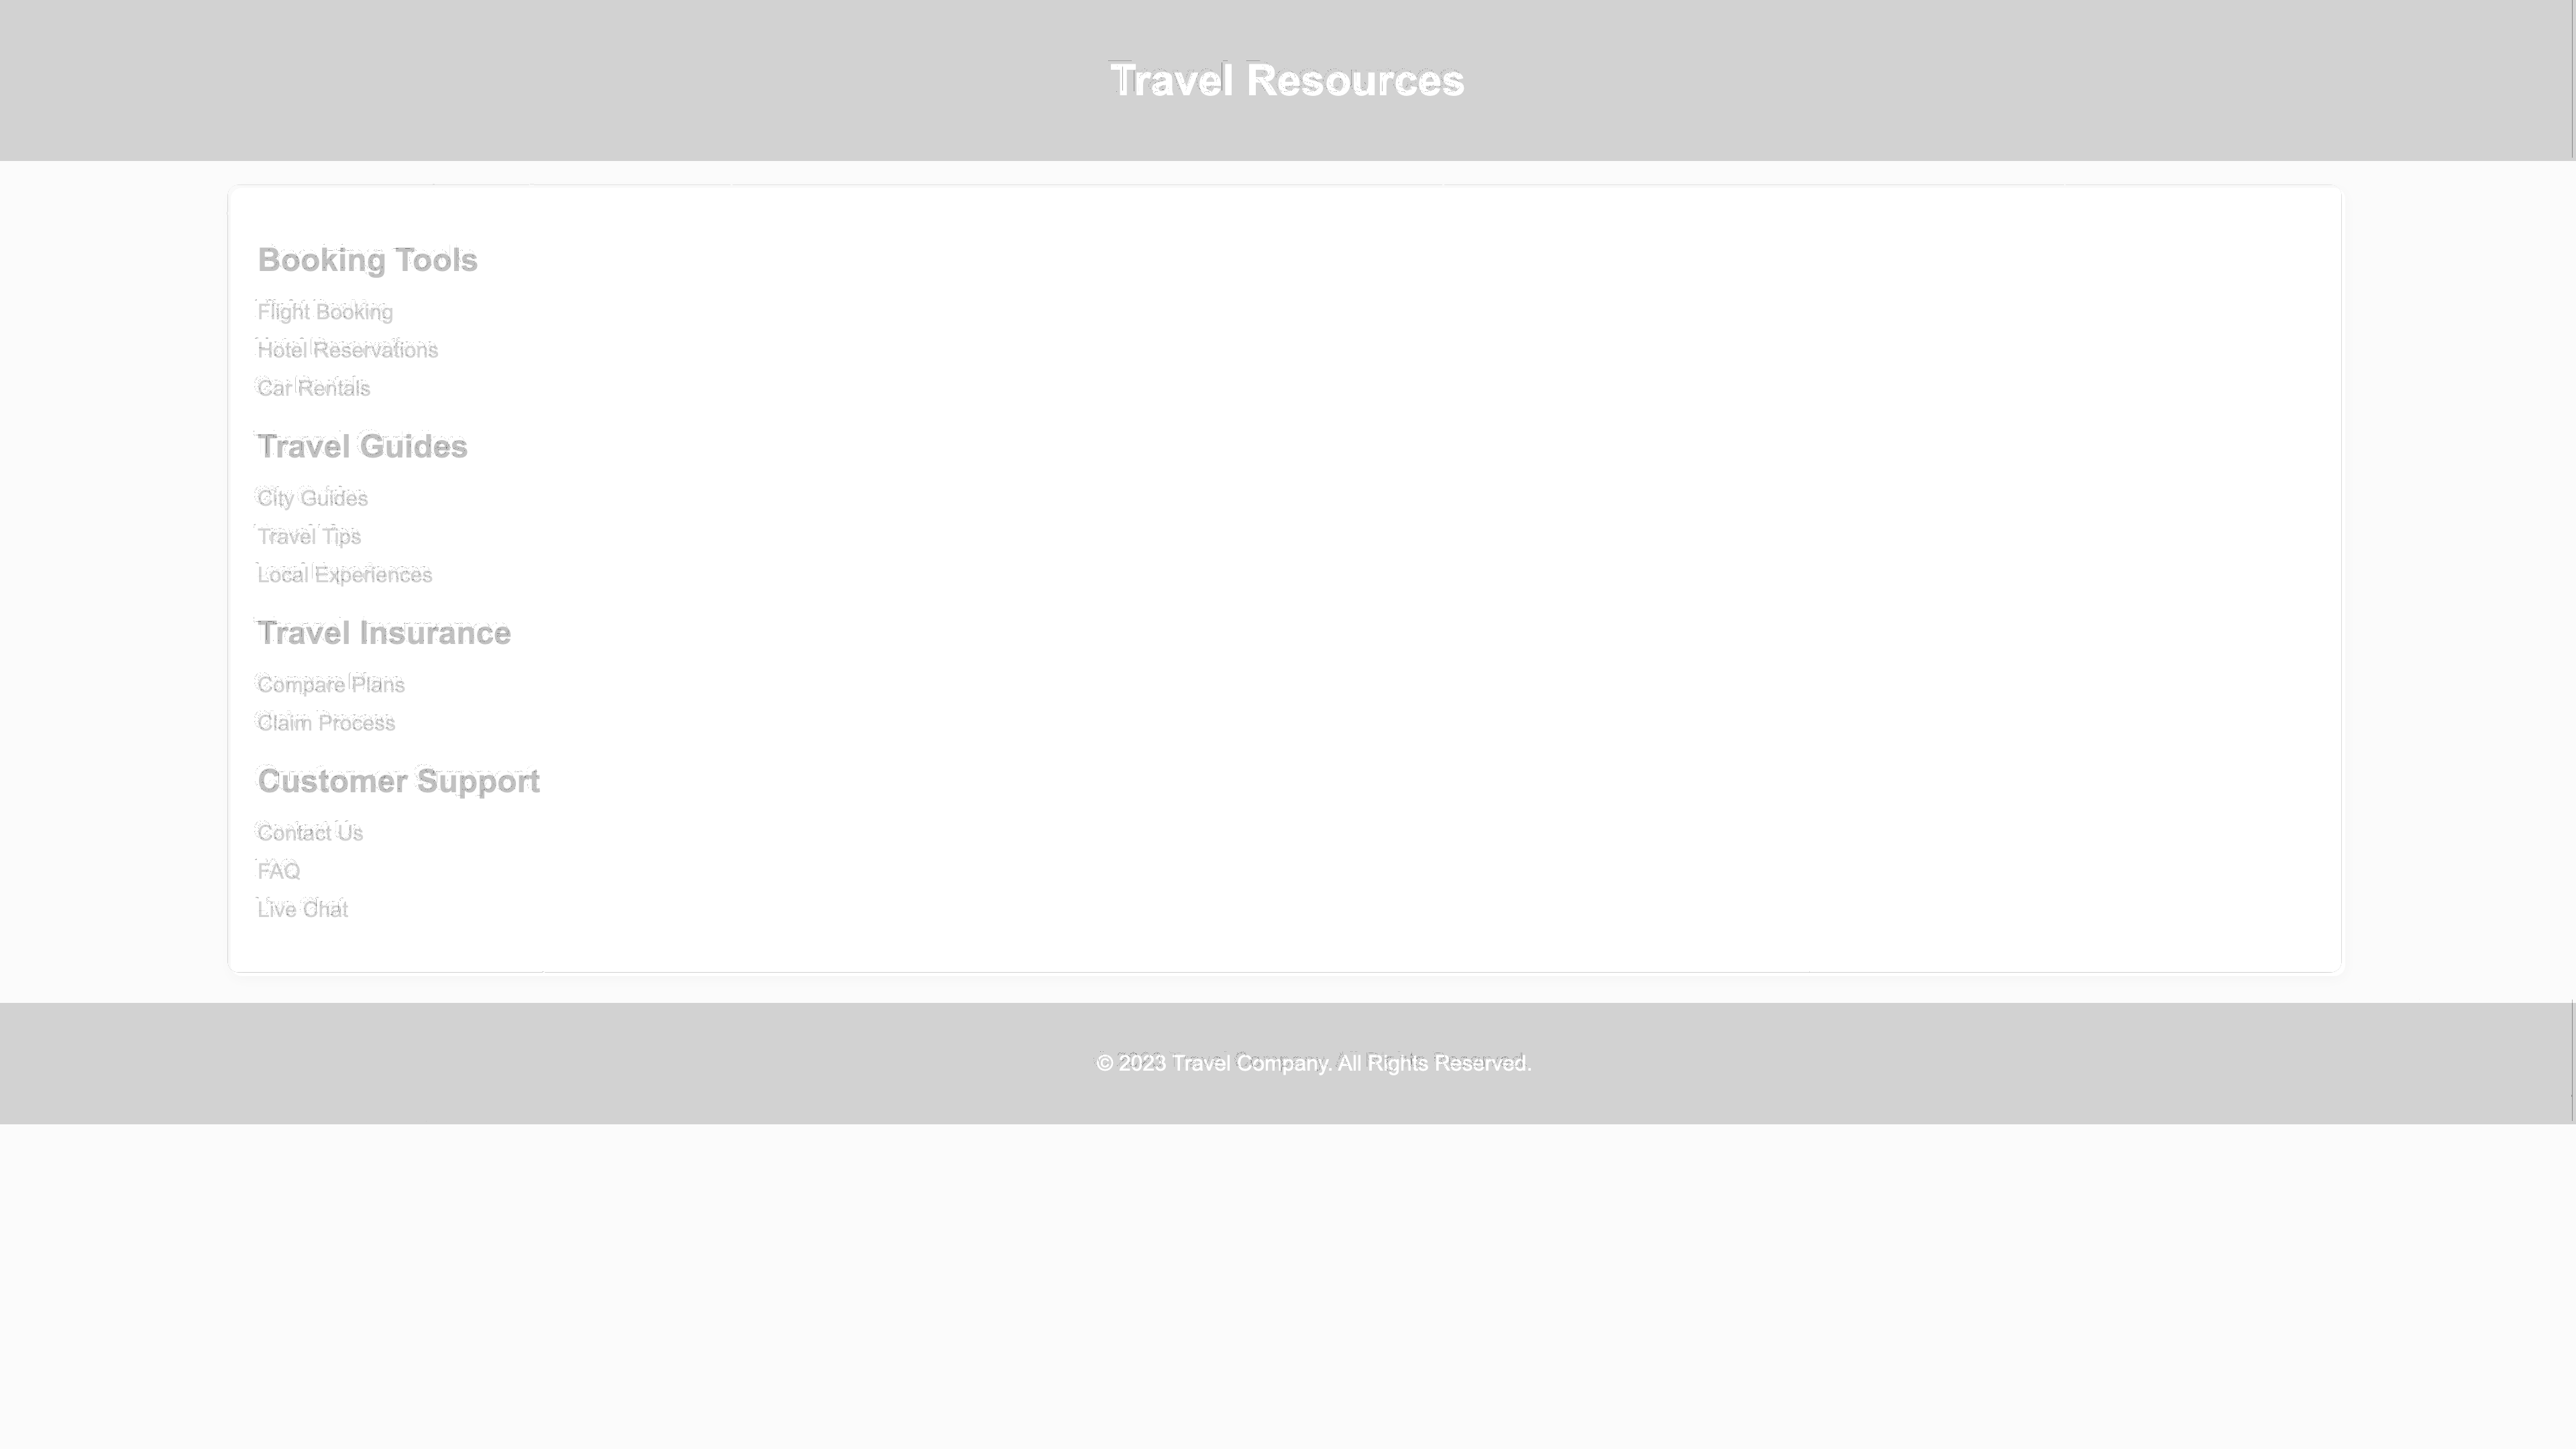 Travel Resources
Booking Tools
Flight Booking
Hotel Reservations
Car Rentals
Travel Guides
City Guides
Travel Tips
Local Experiences
Travel Insurance
Compare Plans
Claim Process
Customer Support
Contact Us
FAQ
Live Chat
© 2023 Travel Company. All Rights Reserved.